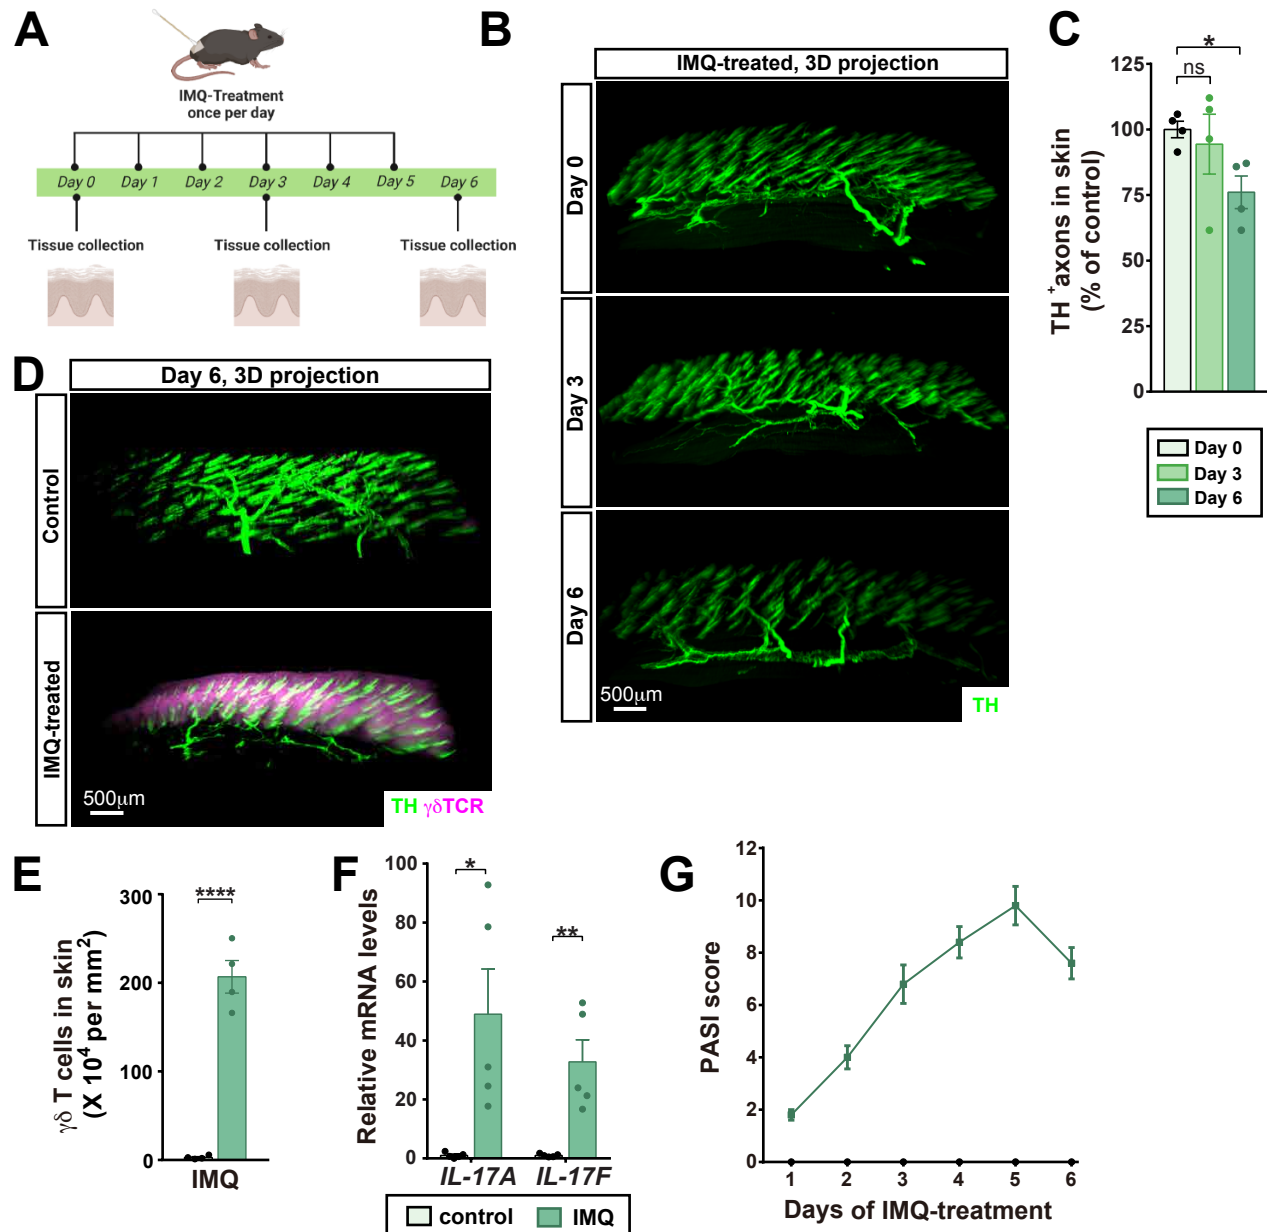 A
IMQ-Treatment
once per day
Day 0 Day 1 Day 2 Day 3 Day 4 Day 5 Day 6
Tissue collection Tissue collection Tissue collection
B
IMQ-treated, 3D projection
Day 0
Day 3
Day 6
500µm
TH
C
TH⁺axons in skin
(% of control)
125
100
75
50
25
0
*
ns
Day 0
Day 3
Day 6
D
Day 6, 3D projection
Control
IMQ-treated
500µm
TH γδTCR
E
γδ T cells in skin
(X 10⁴ per mm²)
300
200
100
0
****
IMQ
F
Relative mRNA levels
100
80
60
40
20
0
*
**
IL-17A IL-17F
control IMQ
G
PASI score
12
10
8
6
4
2
0
1 2 3 4 5 6
Days of IMQ-treatment